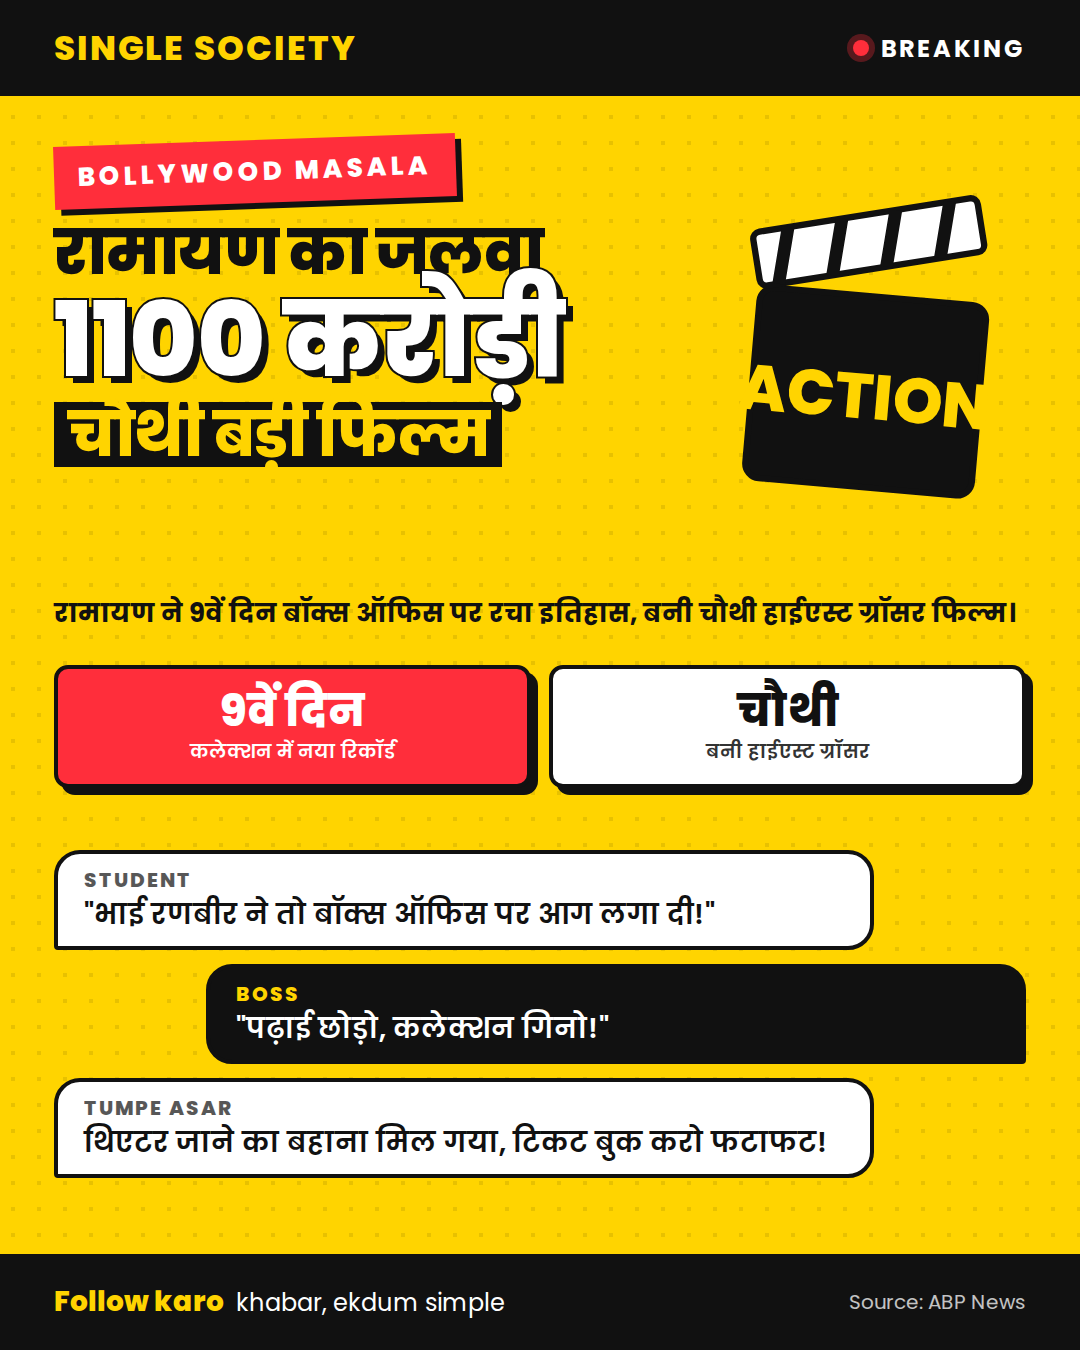 SINGLE SOCIETY
BREAKING
BOLLYWOOD MASALA
रामायण का जलवा
1100 करोड़ी
चौथी बड़ी फिल्म
ACTION
रामायण ने 9वें दिन बॉक्स ऑफिस पर रचा इतिहास, बनी चौथी हाईएस्ट ग्रॉसर फिल्म।
9वें दिन
कलेक्शन में नया रिकॉर्ड
चौथी
बनी हाईएस्ट ग्रॉसर
STUDENT
"भाई रणबीर ने तो बॉक्स ऑफिस पर आग लगा दी!"
BOSS
"पढ़ाई छोड़ो, कलेक्शन गिनो!"
TUMPE ASAR
थिएटर जाने का बहाना मिल गया, टिकट बुक करो फटाफट!
Follow karo khabar, ekdum simple
Source: ABP News